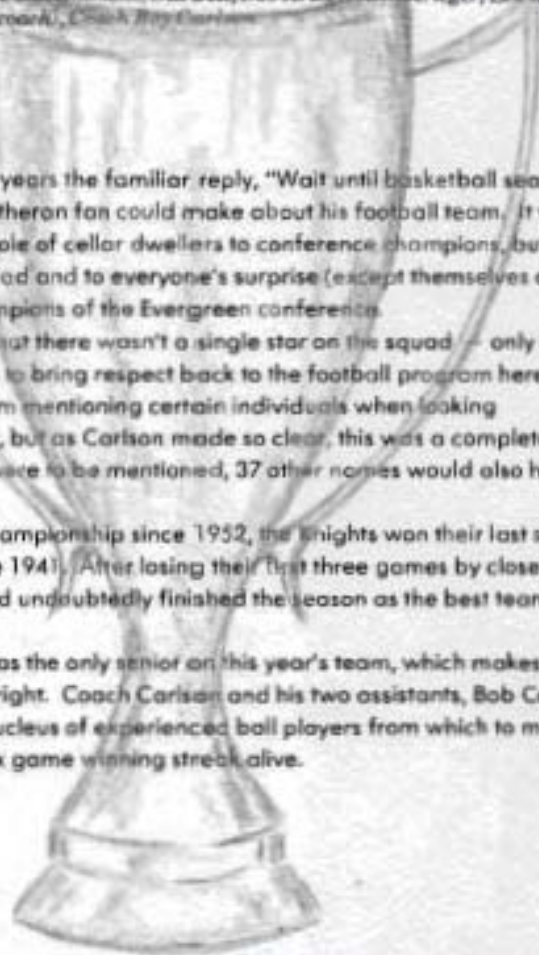 Coach Roy Carlson
years the familiar reply, "Wait until basketball sea
theran fan could make about his football team. It
ole of cellar dwellers to conference champions, bu
ad and to everyone's surprise (except themselves
mpions of the Evergreen conference.
at there wasn't a single star on the squad — only
to bring respect back to the football program here
m mentioning certain individuals when looking
, but as Carlson made so clear, this was a complet
were to be mentioned, 37 other names would also h
ampionship since 1952, the Knights won their last s
e 1941. After losing their first three games by close
d undoubtedly finished the season as the best team
as the only senior on this year's team, which makes
right. Coach Carlson and his two assistants, Bob C
ucleus of experienced ball players from which to m
x game winning streak alive.